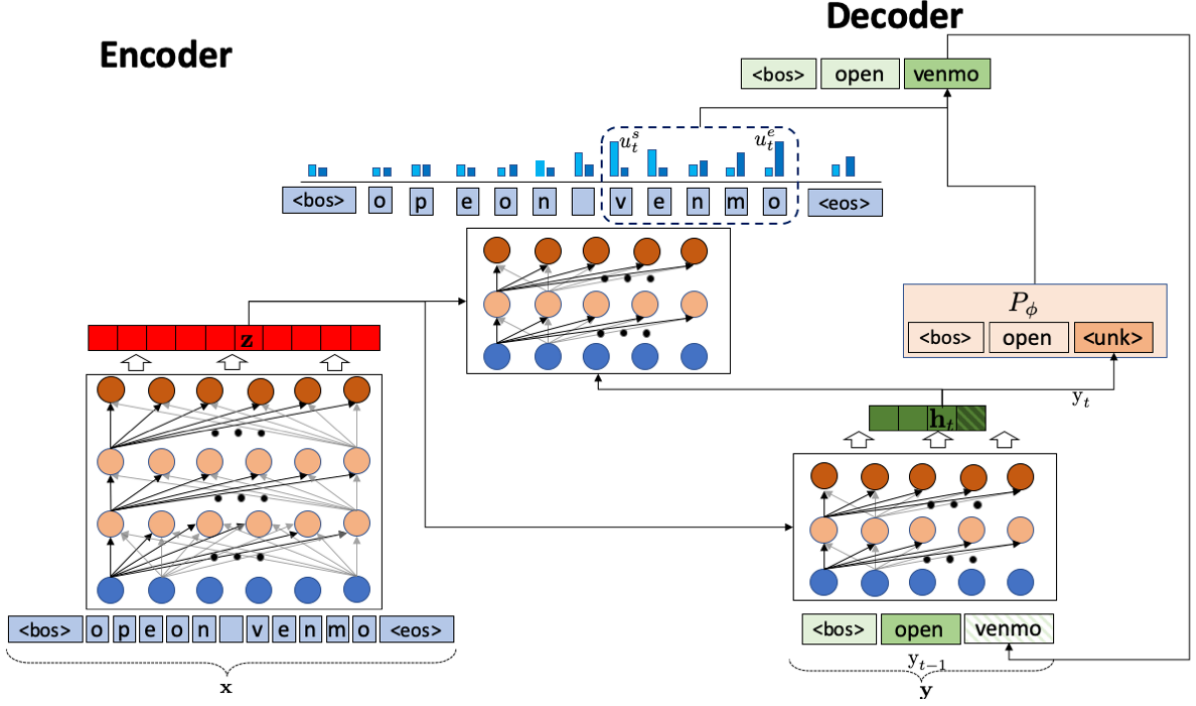 Encoder
Decoder
<bos> open venmo
u_t^s u_t^e
<bos> o p e o n v e n m o <eos>
P_ϕ
<bos> open <unk>
z
y_t
h_t
<bos> o p e o n v e n m o <eos>
x
<bos> open venmo
y_{t-1}
y